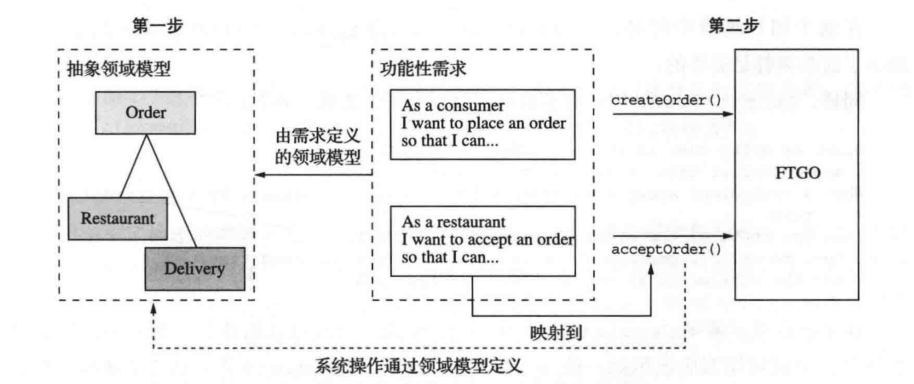 第一步
第二步
抽象领域模型
Order
Restaurant
Delivery
由需求定义
的领域模型
功能性需求
As a consumer
I want to place an order
so that I can...
As a restaurant
I want to accept an order
so that I can...
createOrder()
acceptOrder()
FTGO
映射到
系统操作通过领域模型定义